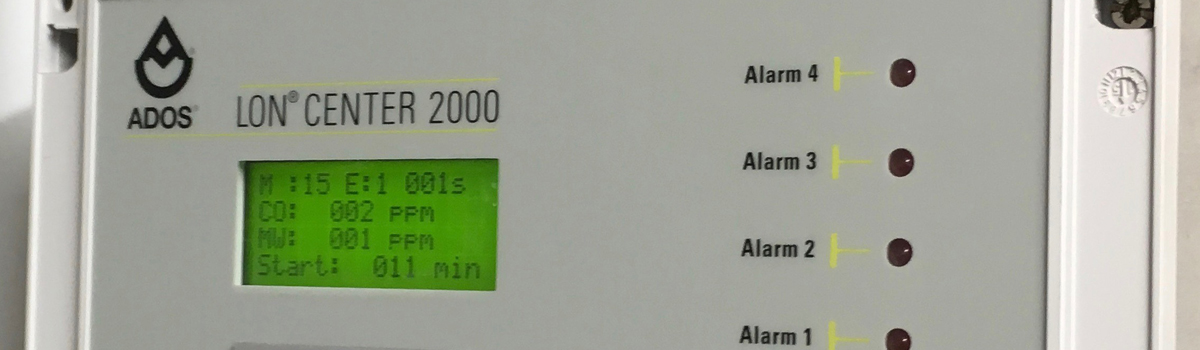 ADOS®
LON® CENTER 2000
M :15 E:1 001s
CO: 002 ppm
MW: 001 ppm
Start: 011 min
Alarm 4
Alarm 3
Alarm 2
Alarm 1